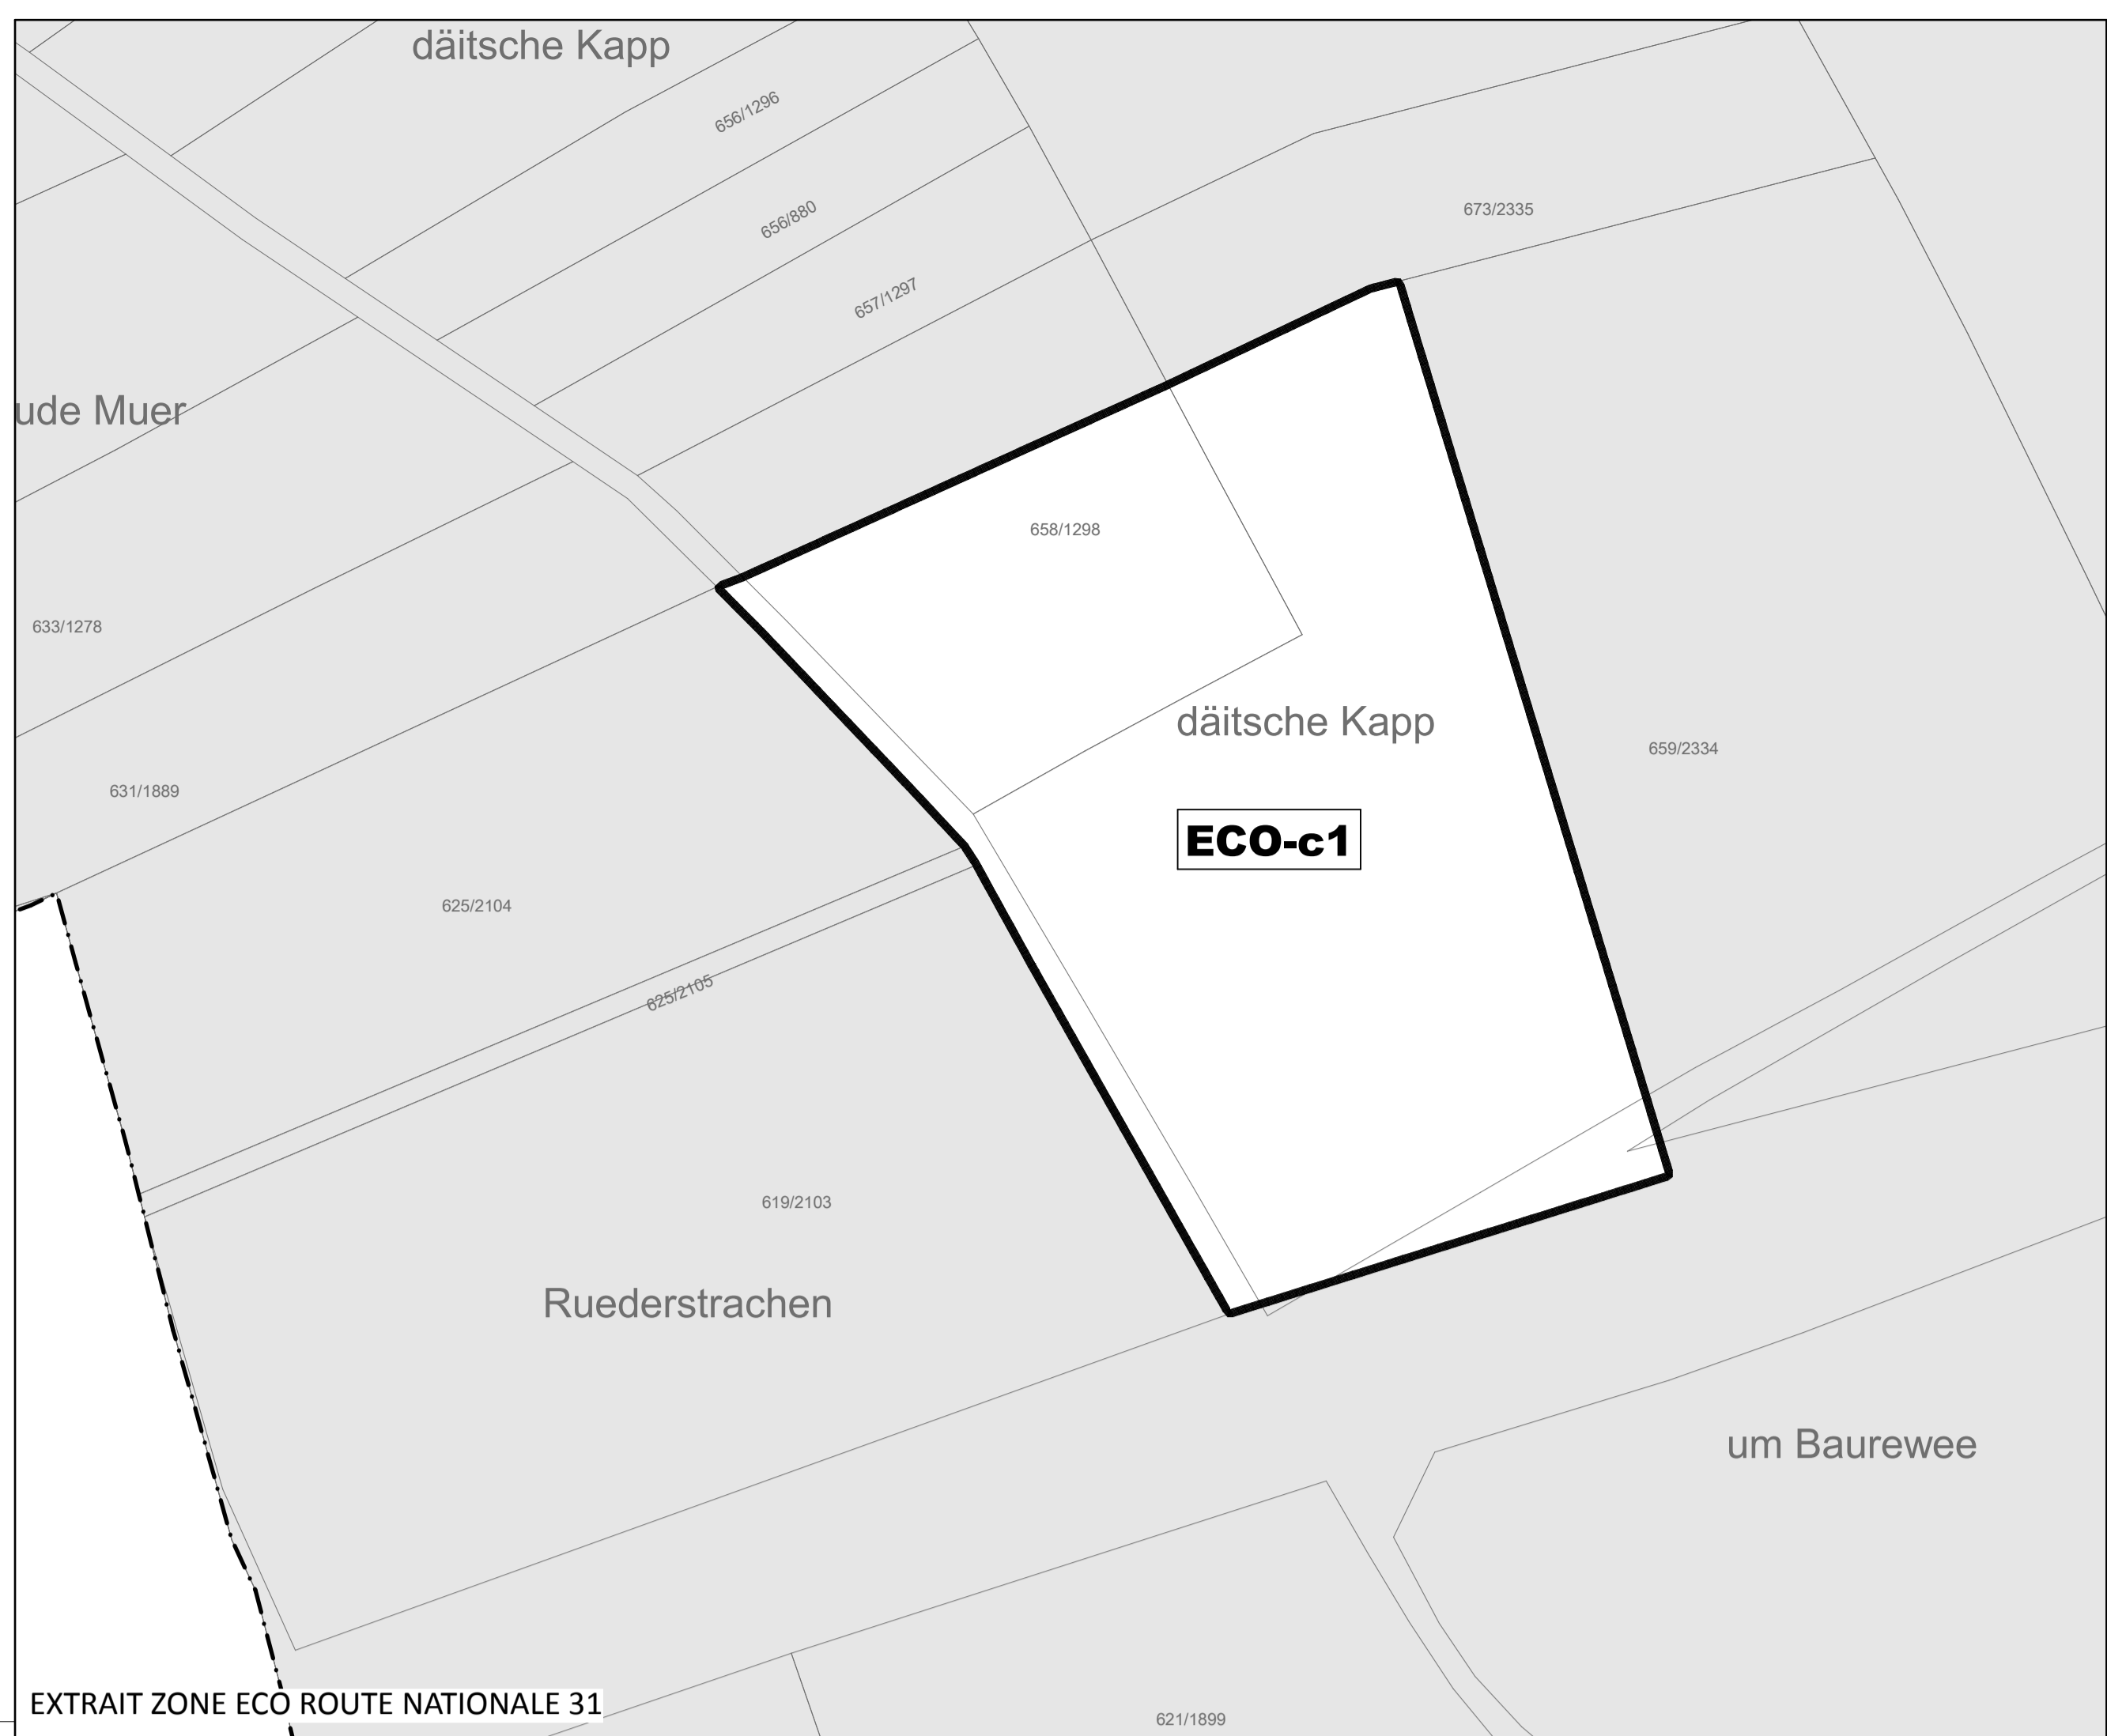 däitsche Kapp
656/1296
656/880
673/2335
657/1297
ude Muer
658/1298
633/1278
däitsche Kapp
659/2334
631/1889
ECO-c1
625/2104
625/2105
619/2103
Ruederstrachen
um Baurewee
EXTRAIT ZONE ECO ROUTE NATIONALE 31
621/1899